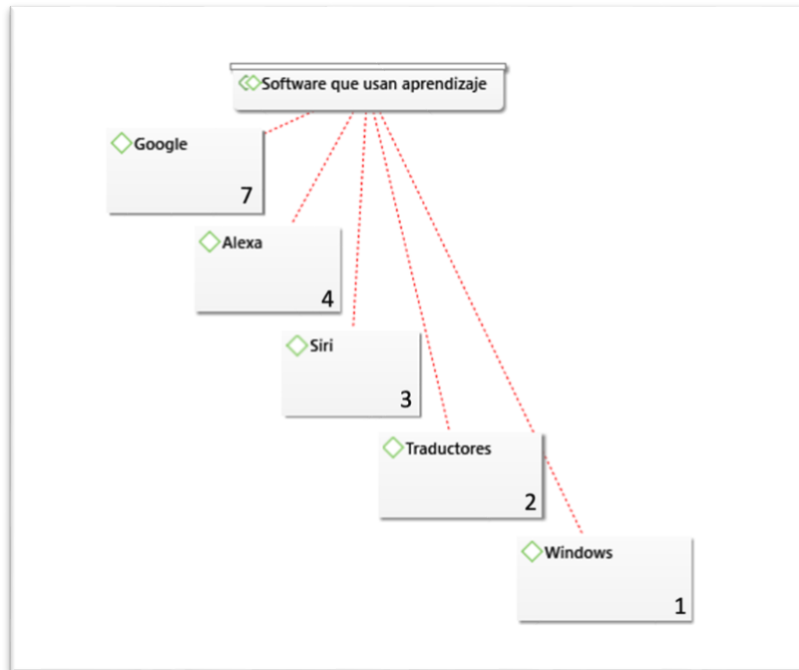 Software que usan aprendizaje
Google
7
Alexa
4
Siri
3
Traductores
2
Windows
1